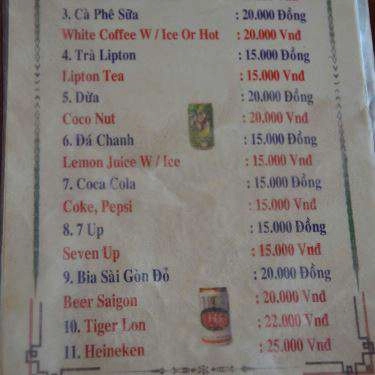 3. Cà Phê Sữa : 20.000 Đồng
White Coffee W / Ice Or Hot : 20.000 Vnđ
4. Trà Lipton : 15.000 Đồng
Lipton Tea : 15.000 Vnđ
5. Dừa : 20.000 Đồng
Coco Nut : 20.000 Vnđ
6. Đá Chanh : 15.000 Đồng
Lemon Juice W / Ice : 15.000 Vnđ
7. Coca Cola : 15.000 Đồng
Coke, Pepsi : 15.000 Vnđ
8. 7 Up : 15.000 Đồng
Seven Up : 15.000 Vnđ
9. Bia Sài Gòn Đỏ : 20.000 Đồng
Beer Saigon : 20.000 Vnđ
10. Tiger Lon : 22.000 Vnđ
11. Heineken : 25.000 Vnđ